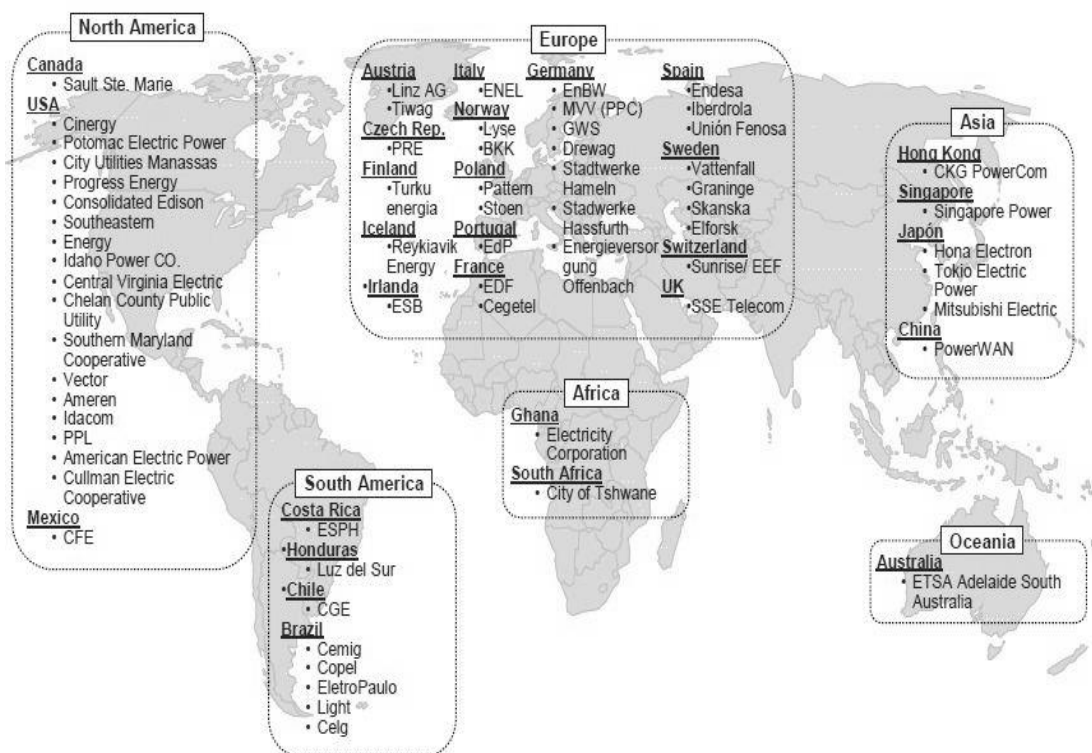 North America
Canada
• Sault Ste. Marie
USA
• Cinergy
• Potomac Electric Power
• City Utilities Manassas
• Progress Energy
• Consolidated Edison
• Southeastern
• Energy
• Idaho Power CO.
• Central Virginia Electric
• Chelan County Public
Utility
• Southern Maryland
Cooperative
• Vector
• Ameren
• Idacom
• PPL
• American Electric Power
• Cullman Electric
Cooperative
Mexico
• CFE
South America
Costa Rica
• ESPH
•Honduras
• Luz del Sur
•Chile
• CGE
Brazil
• Cemig
• Copel
• EletroPaulo
• Light
• Celg
Europe
Austria
•Linz AG
•Tiwag
Czech Rep.
•PRE
Finland
•Turku
energia
Iceland
•Reykiavik
Energy
•Irlanda
•ESB
Italy
•ENEL
Norway
•Lyse
•BKK
Poland
•Pattern
•Stoen
Portugal
•EdP
France
•EDF
•Cegetel
Germany
• EnBW
• MVV (PPC)
• GWS
• Drewag
• Stadtwerke
Hameln
• Stadwerke
Hassfurth
•Energieversor
gung
Offenbach
Spain
•Endesa
•Iberdrola
•Unión Fenosa
Sweden
•Vattenfall
•Graninge
•Skanska
•Elforsk
Switzerland
•Sunrise/ EEF
UK
•SSE Telecom
Africa
Ghana
• Electricity
Corporation
South Africa
• City of Tshwane
Asia
Hong Kong
• CKG PowerCom
Singapore
• Singapore Power
Japón
• Hona Electron
• Tokio Electric
Power
• Mitsubishi Electric
China
• PowerWAN
Oceania
Australia
• ETSA Adelaide South
Australia